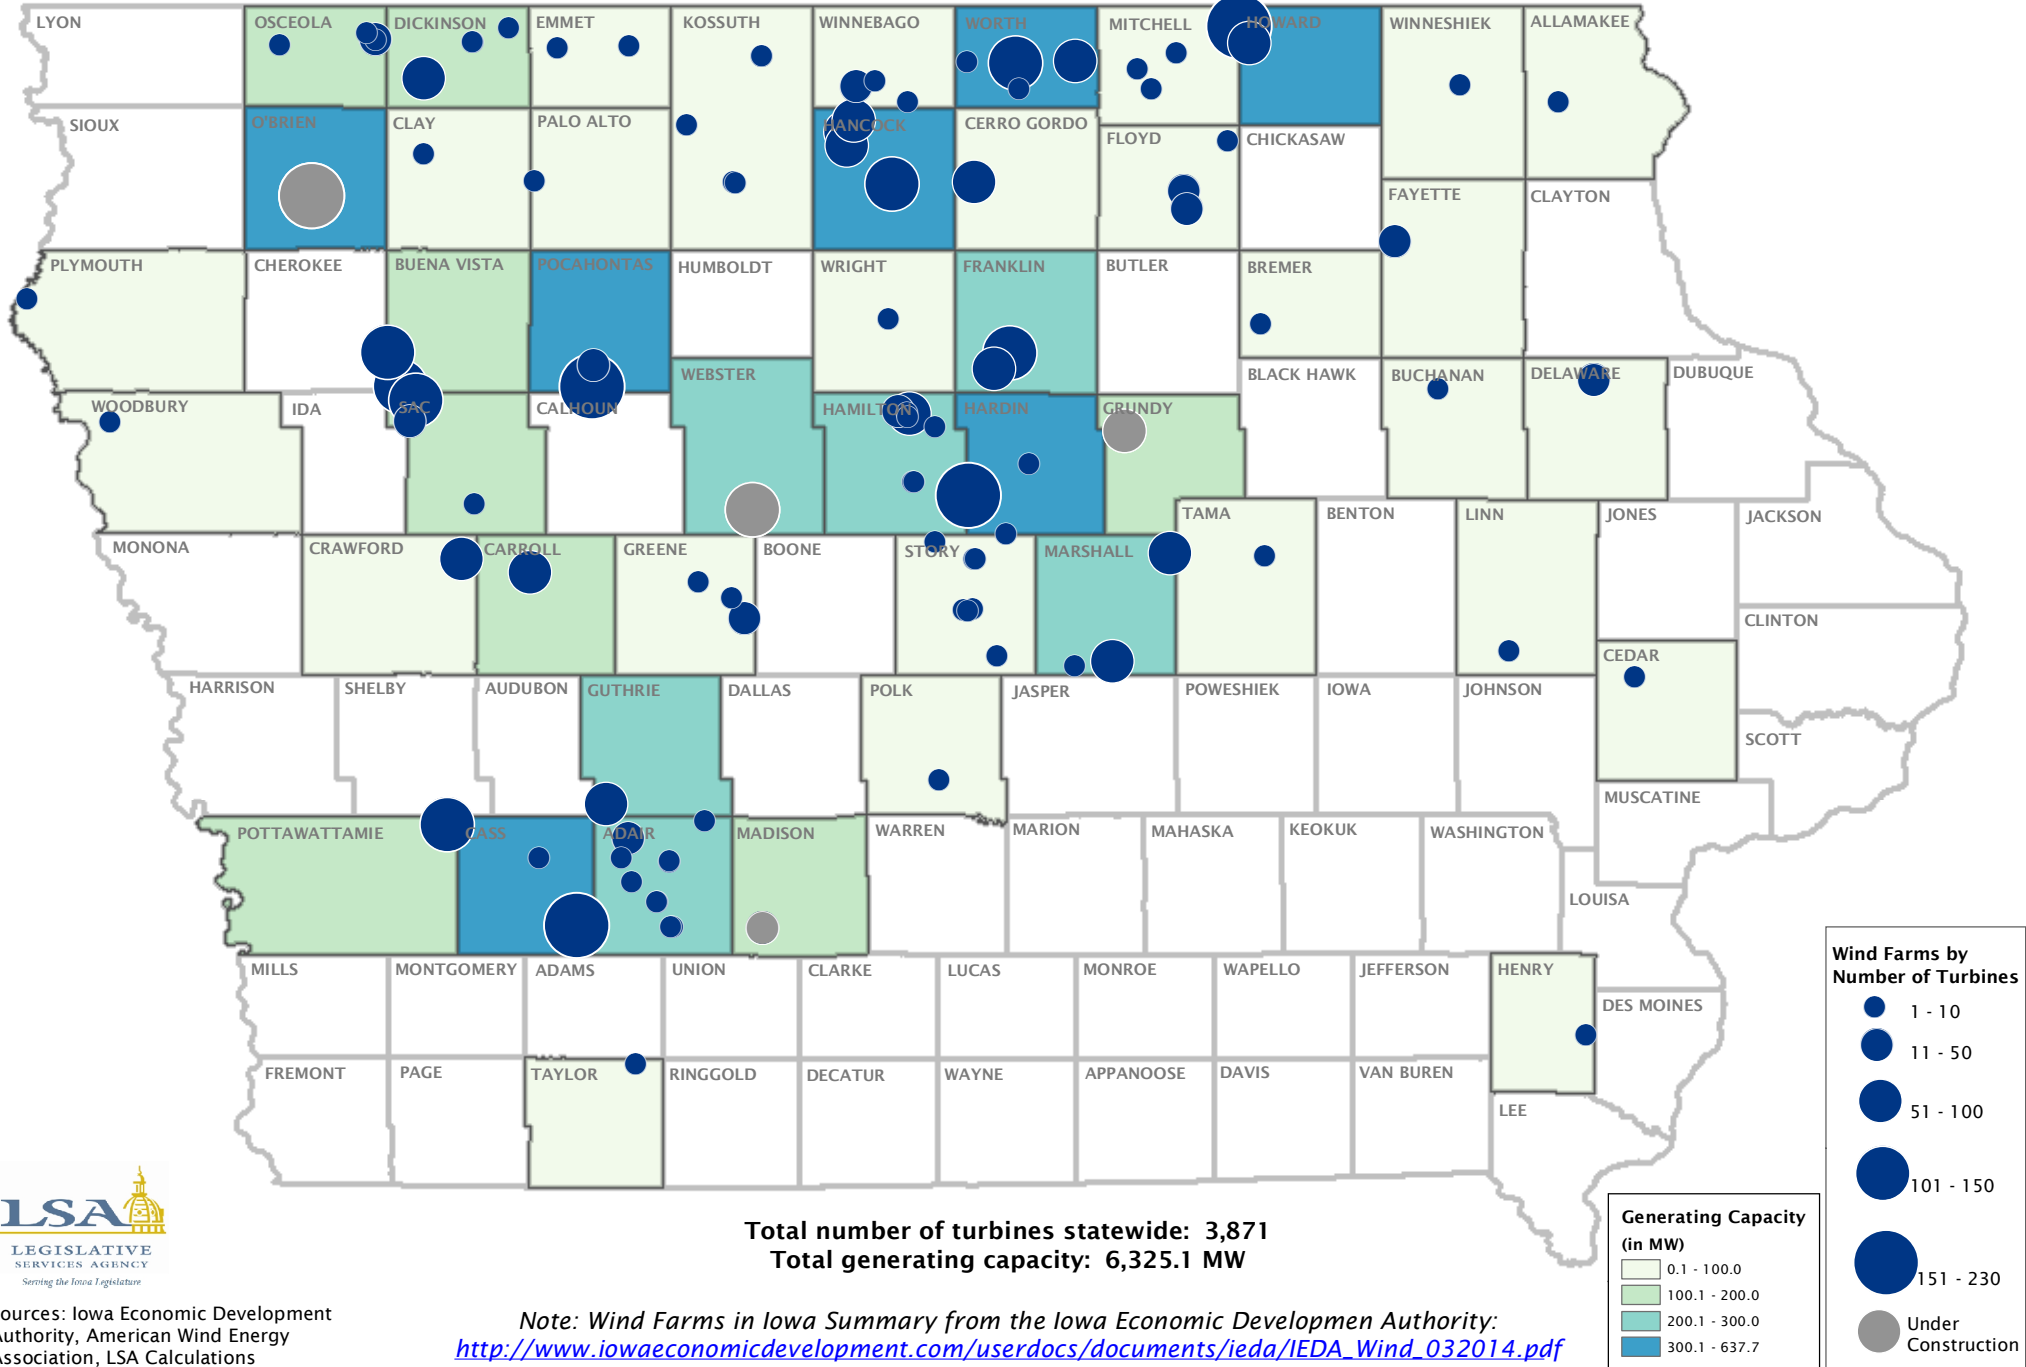 LYON
OSCEOLA
DICKINSON
EMMET
KOSSUTH
WINNEBAGO
WORTH
MITCHELL
HOWARD
WINNESHIEK
ALLAMAKEE
SIOUX
O'BRIEN
CLAY
PALO ALTO
HANCOCK
CERRO GORDO
FLOYD
CHICKASAW
FAYETTE
CLAYTON
PLYMOUTH
CHEROKEE
BUENA VISTA
POCAHONTAS
HUMBOLDT
WRIGHT
FRANKLIN
BUTLER
BREMER
WOODBURY
IDA
SAC
CALHOUN
WEBSTER
HAMILTON
HARDIN
GRUNDY
BLACK HAWK
BUCHANAN
DELAWARE
DUBUQUE
MONONA
CRAWFORD
CARROLL
GREENE
BOONE
STORY
MARSHALL
TAMA
BENTON
LINN
JONES
JACKSON
CLINTON
CEDAR
HARRISON
SHELBY
AUDUBON
GUTHRIE
DALLAS
POLK
JASPER
POWESHIEK
IOWA
JOHNSON
SCOTT
MUSCATINE
POTTAWATTAMIE
CASS
ADAIR
MADISON
WARREN
MARION
MAHASKA
KEOKUK
WASHINGTON
LOUISA
MILLS
MONTGOMERY
ADAMS
UNION
CLARKE
LUCAS
MONROE
WAPELLO
JEFFERSON
HENRY
DES MOINES
FREMONT
PAGE
TAYLOR
RINGGOLD
DECATUR
WAYNE
APPANOOSE
DAVIS
VAN BUREN
LEE
Wind Farms by
Number of Turbines
1 - 10
11 - 50
51 - 100
101 - 150
151 - 230
Under
Construction
Generating Capacity
(in MW)
0.1 - 100.0
100.1 - 200.0
200.1 - 300.0
300.1 - 637.7
Total number of turbines statewide: 3,871
Total generating capacity: 6,325.1 MW
LSA
LEGISLATIVE
SERVICES AGENCY
Serving the Iowa Legislature
ources: Iowa Economic Development
uthority, American Wind Energy
ssociation, LSA Calculations
Note: Wind Farms in Iowa Summary from the Iowa Economic Developmen Authority:
http://www.iowaeconomicdevelopment.com/userdocs/documents/ieda/IEDA_Wind_032014.pdf